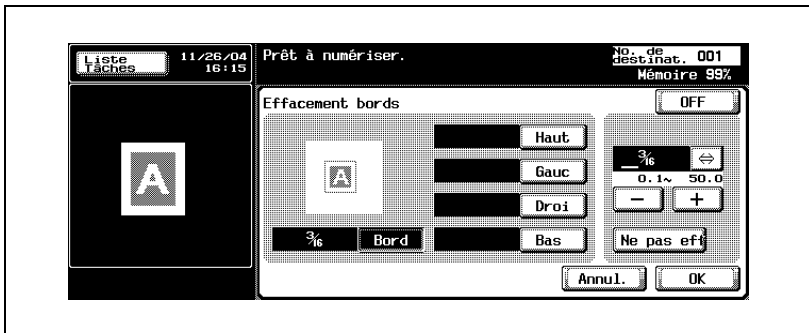 Liste
Tâches
11/26/04
16:15
A
Prêt à numériser.
No. de
destinat. 001
Mémoire 99%
Effacement bords
OFF
A
3/16 Bord
Haut
Gauc
Droi
Bas
3/16 ⇔
0.1~ 50.0
− +
Ne pas eff
Annul. OK